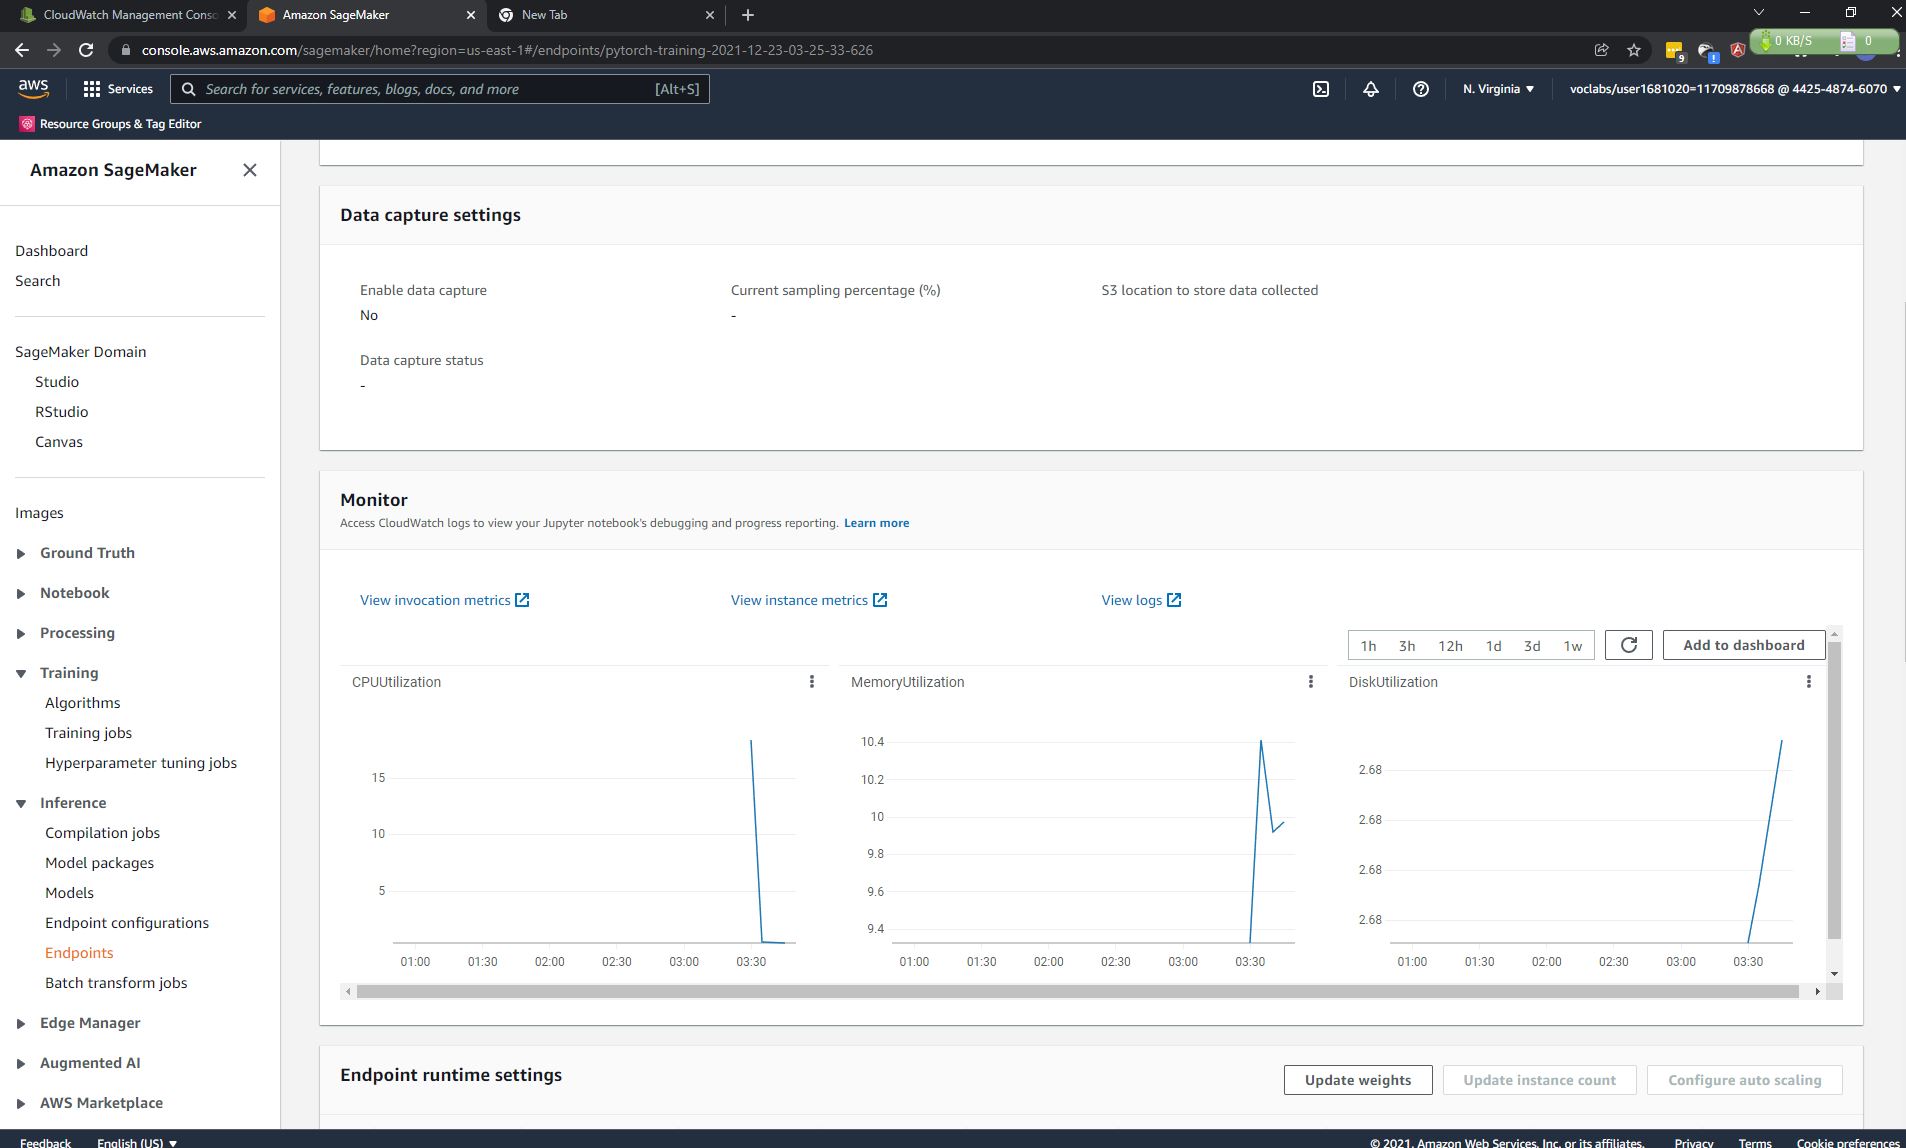 CloudWatch Management Conso
Amazon SageMaker
New Tab
console.aws.amazon.com/sagemaker/home?region=us-east-1#/endpoints/pytorch-training-2021-12-23-03-25-33-626
9
0 KB/S
0
aws
Services
Search for services, features, blogs, docs, and more
[Alt+S]
N. Virginia
voclabs/user1681020=11709878668 @ 4425-4874-6070
Resource Groups & Tag Editor
Amazon SageMaker
Dashboard
Search
SageMaker Domain
Studio
RStudio
Canvas
Images
Ground Truth
Notebook
Processing
Training
Algorithms
Training jobs
Hyperparameter tuning jobs
Inference
Compilation jobs
Model packages
Models
Endpoint configurations
Endpoints
Batch transform jobs
Edge Manager
Augmented AI
AWS Marketplace
Data capture settings
Enable data capture
No
Current sampling percentage (%)
-
S3 location to store data collected
Data capture status
-
Monitor
Access CloudWatch logs to view your Jupyter notebook's debugging and progress reporting. Learn more
View invocation metrics
View instance metrics
View logs
1h 3h 12h 1d 3d 1w
Add to dashboard
CPUUtilization
15
10
5
01:00 01:30 02:00 02:30 03:00 03:30
MemoryUtilization
10.4
10.2
10
9.8
9.6
9.4
01:00 01:30 02:00 02:30 03:00 03:30
DiskUtilization
2.68
2.68
2.68
2.68
01:00 01:30 02:00 02:30 03:00 03:30
Endpoint runtime settings
Update weights
Update instance count
Configure auto scaling
Feedback
English (US)
© 2021, Amazon Web Services, Inc. or its affiliates.
Privacy
Terms
Cookie preferences